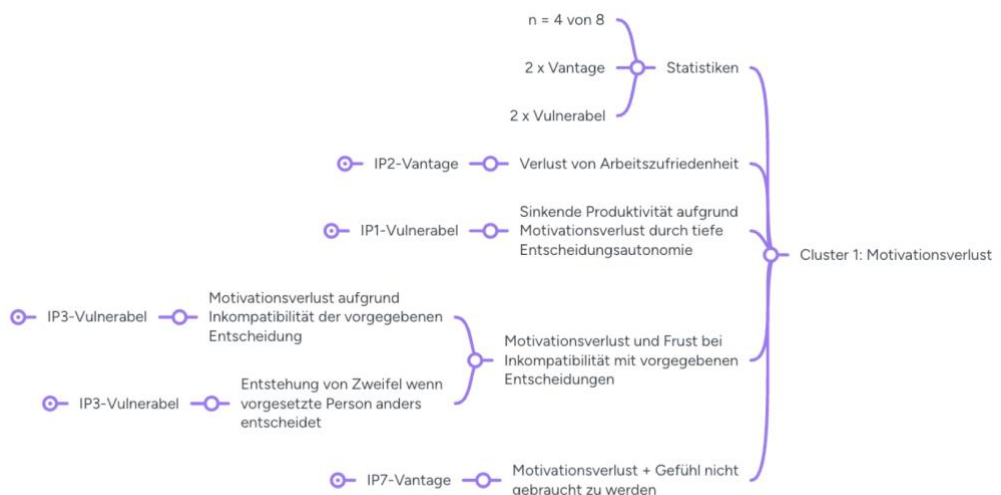 n = 4 von 8
2 x Vantage
Statistiken
2 x Vulnerabel
IP2-Vantage
Verlust von Arbeitszufriedenheit
IP1-Vulnerabel
Sinkende Produktivität aufgrund
Motivationsverlust durch tiefe
Entscheidungsautonomie
Cluster 1: Motivationsverlust
IP3-Vulnerabel
Motivationsverlust aufgrund
Inkompatibilität der vorgegebenen
Entscheidung
Motivationsverlust und Frust bei
Inkompatibilität mit vorgegebenen
Entscheidungen
IP3-Vulnerabel
Entstehung von Zweifel wenn
vorgesetzte Person anders
entscheidet
IP7-Vantage
Motivationsverlust + Gefühl nicht
gebraucht zu werden